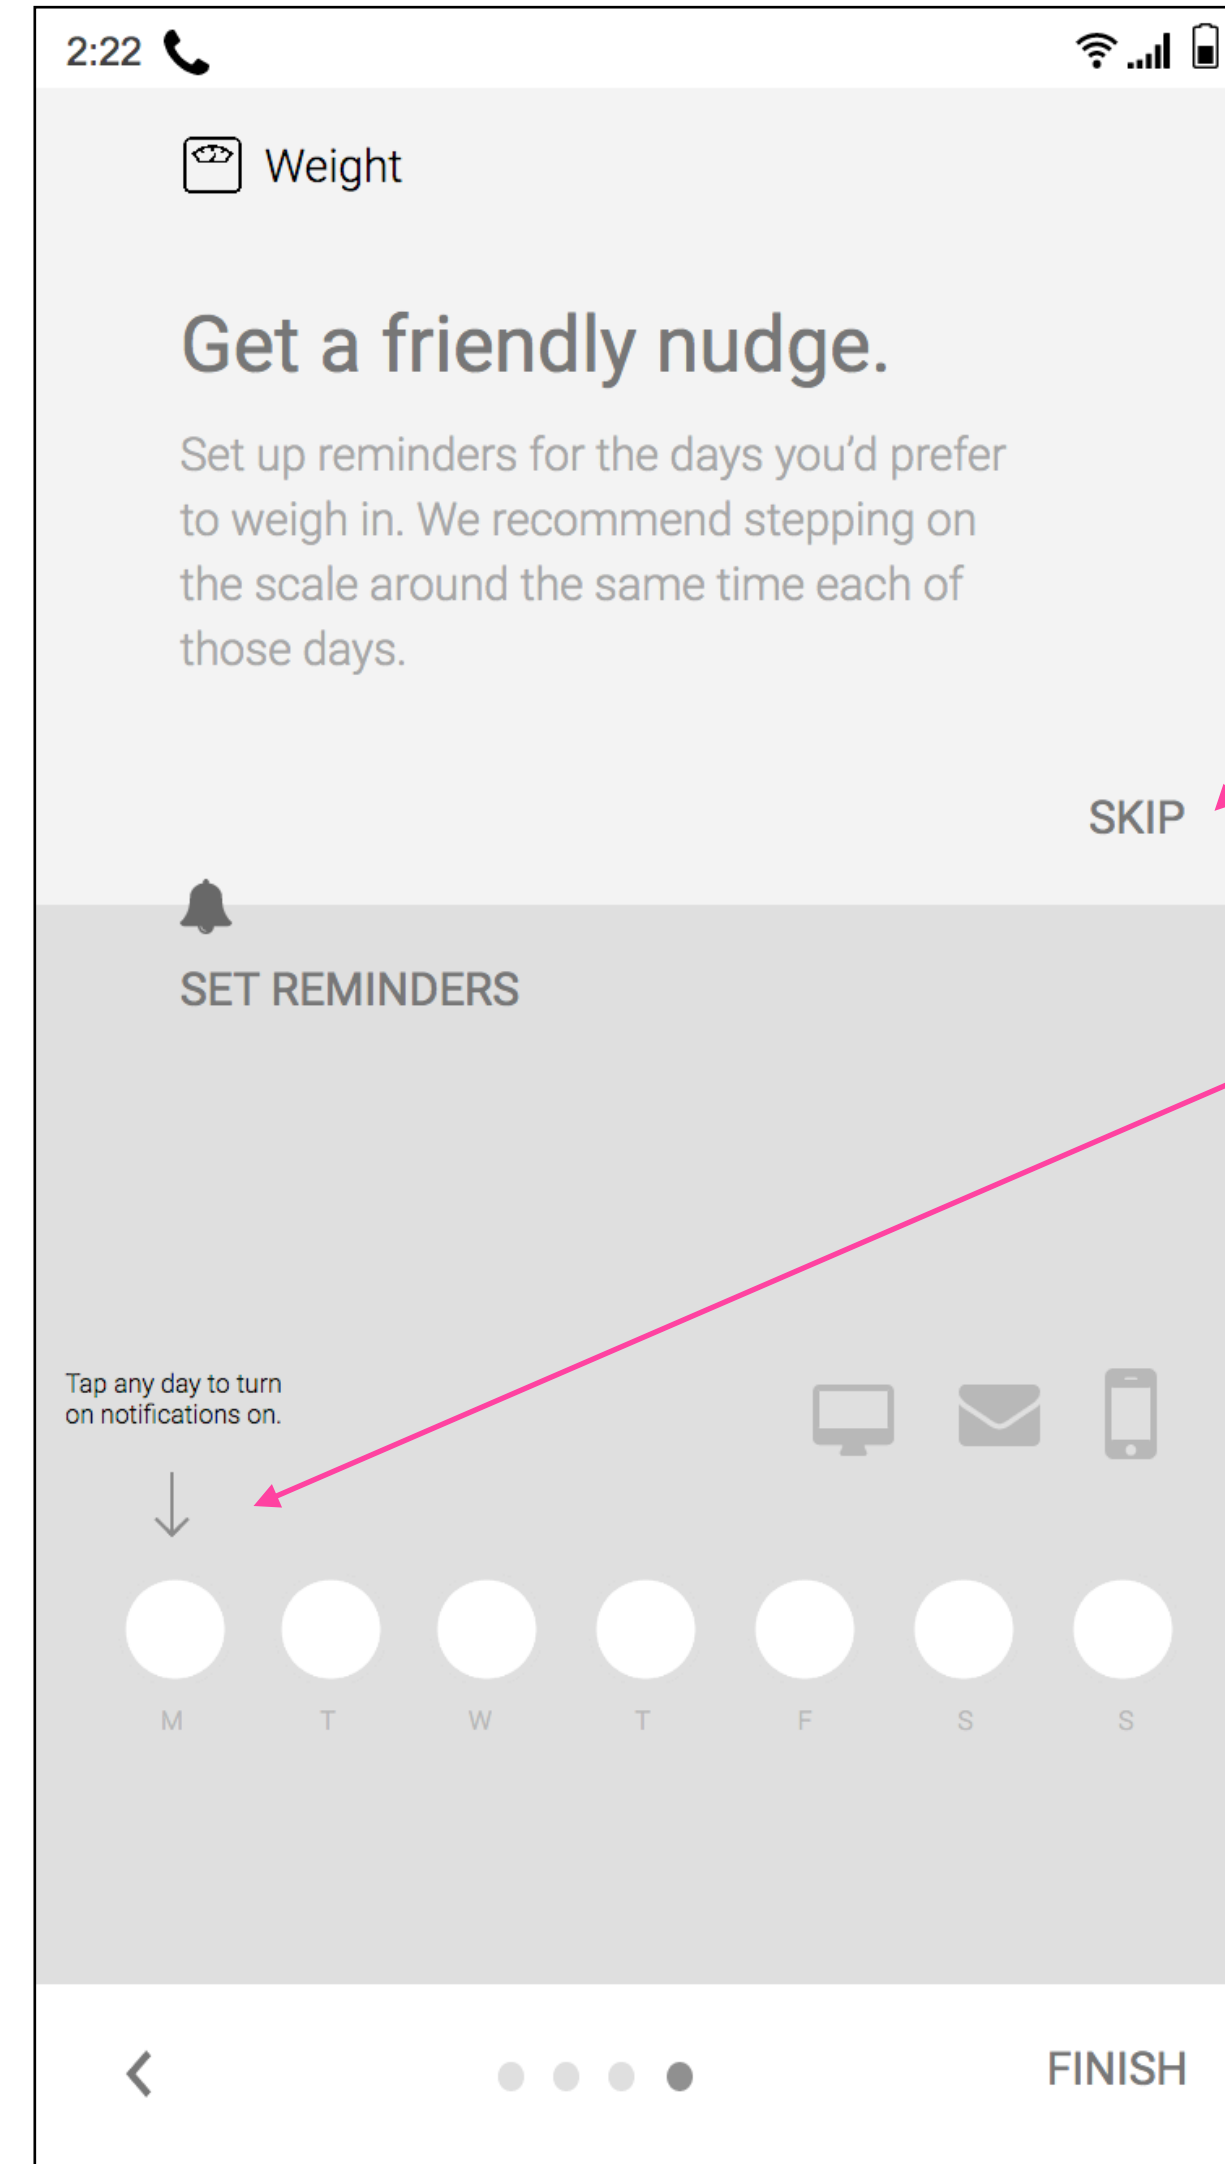 2:22
Weight
Get a friendly nudge.
Set up reminders for the days you’d prefer
to weigh in. We recommend stepping on
the scale around the same time each of
those days.
SKIP
SET REMINDERS
Tap any day to turn
on notifications on.
M T W T F S S
FINISH